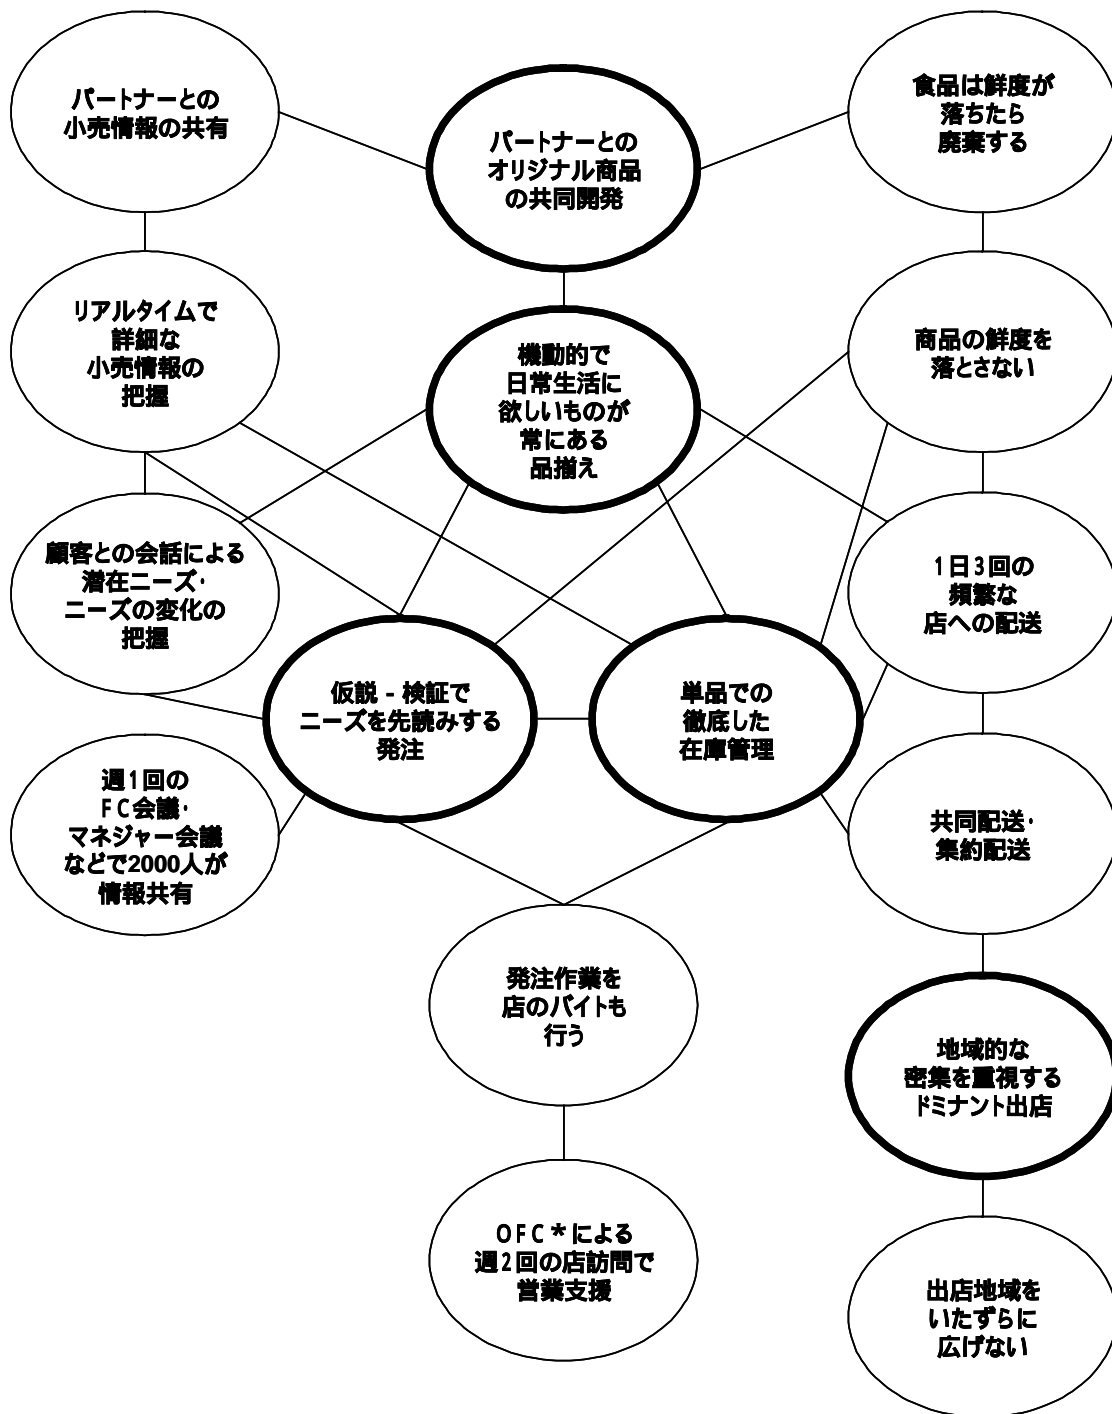 パートナーとの
小売情報の共有
パートナーとの
オリジナル商品
の共同開発
食品は鮮度が
落ちたら
廃棄する
リアルタイムで
詳細な
小売情報の
把握
機動的で
日常生活に
欲しいものが
常にある
品揃え
商品の鮮度を
落とさない
顧客との会話による
潜在ニーズ・
ニーズの変化の
把握
1日3回の
頻繁な
店への配送
仮説-検証で
ニーズを先読みする
発注
単品での
徹底した
在庫管理
週1回の
FC会議・
マネジャー会議
などで2000人が
情報共有
共同配送・
集約配送
発注作業を
店のバイトも
行う
地域的な
密集を重視する
ドミナント出店
OFC*による
週2回の店訪問で
営業支援
出店地域を
いたずらに
広げない